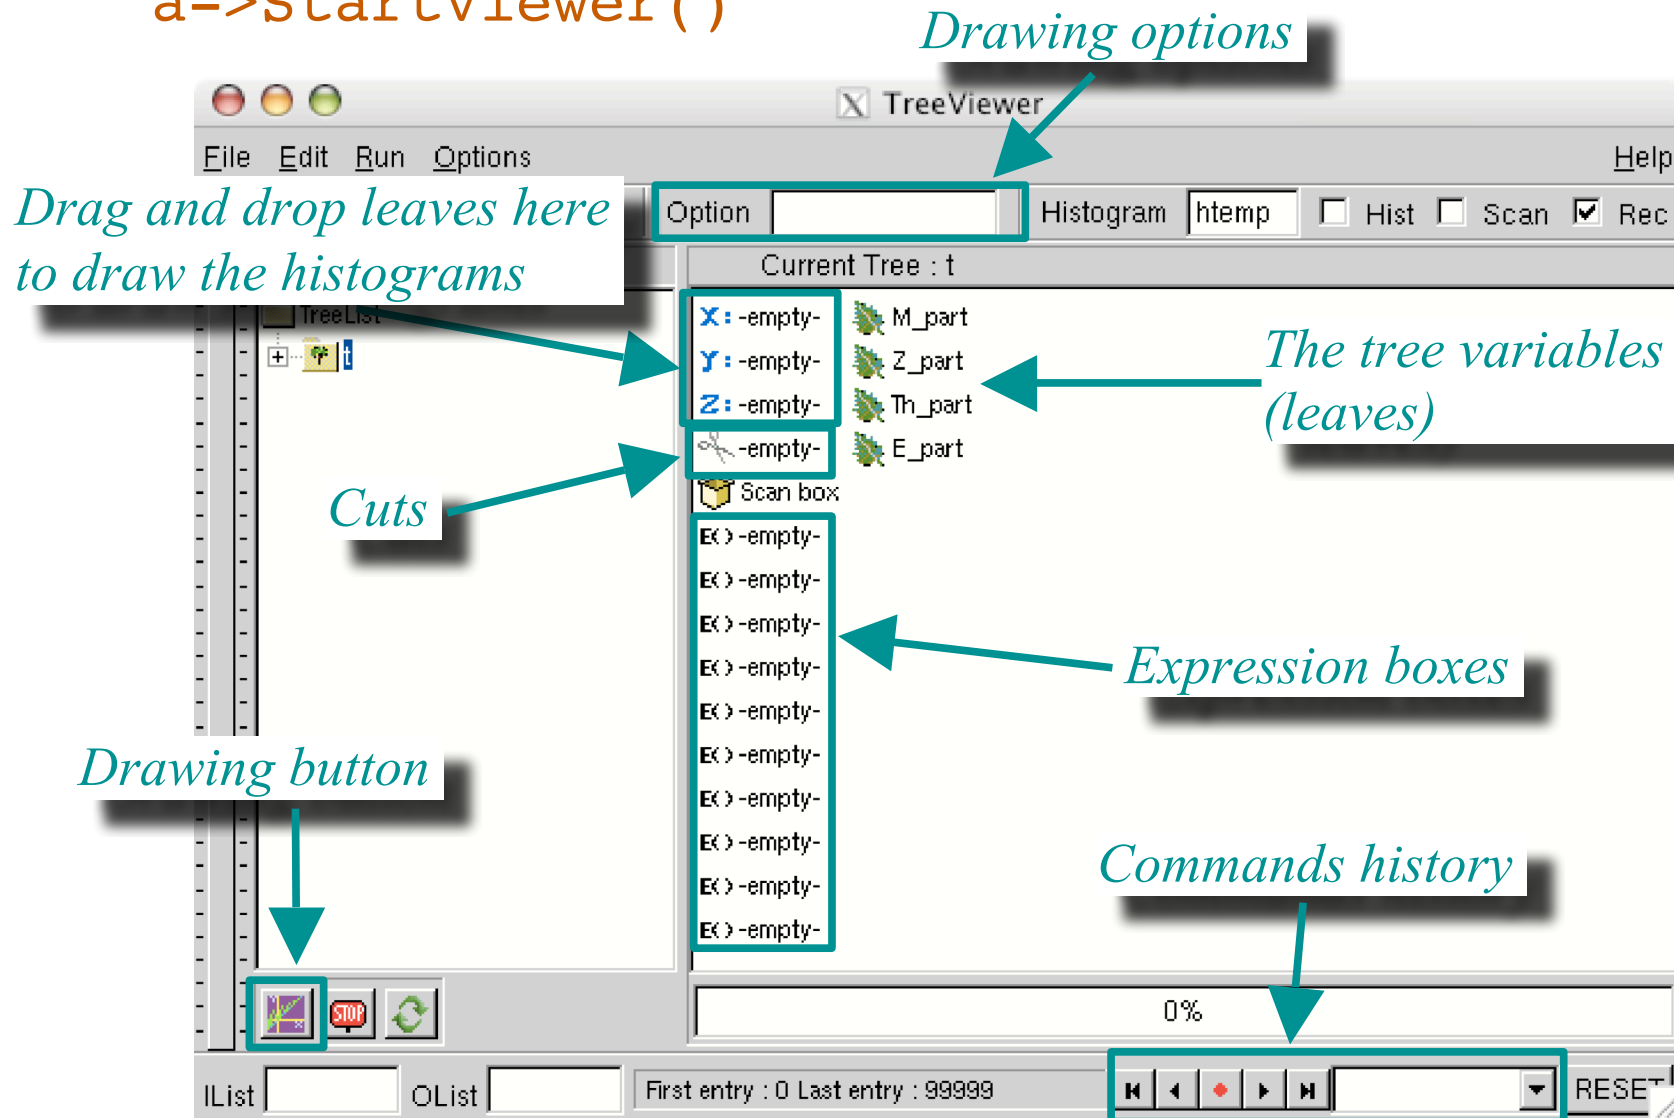 a=>StartViewer()
Drawing options
TreeViewer
File Edit Run Options Help
Drag and drop leaves here
to draw the histograms
Option Histogram htemp Hist Scan Rec
Current Tree : t
TreeList
t
X: -empty- M_part
Y: -empty- Z_part
Z: -empty- Th_part
-empty- E_part
The tree variables
(leaves)
Cuts
Scan box
E() -empty-
E() -empty-
E() -empty-
E() -empty-
E() -empty-
E() -empty-
E() -empty-
E() -empty-
E() -empty-
E() -empty-
Expression boxes
Drawing button
Commands history
STOP
0%
IList OList First entry : 0 Last entry : 99999 RESET